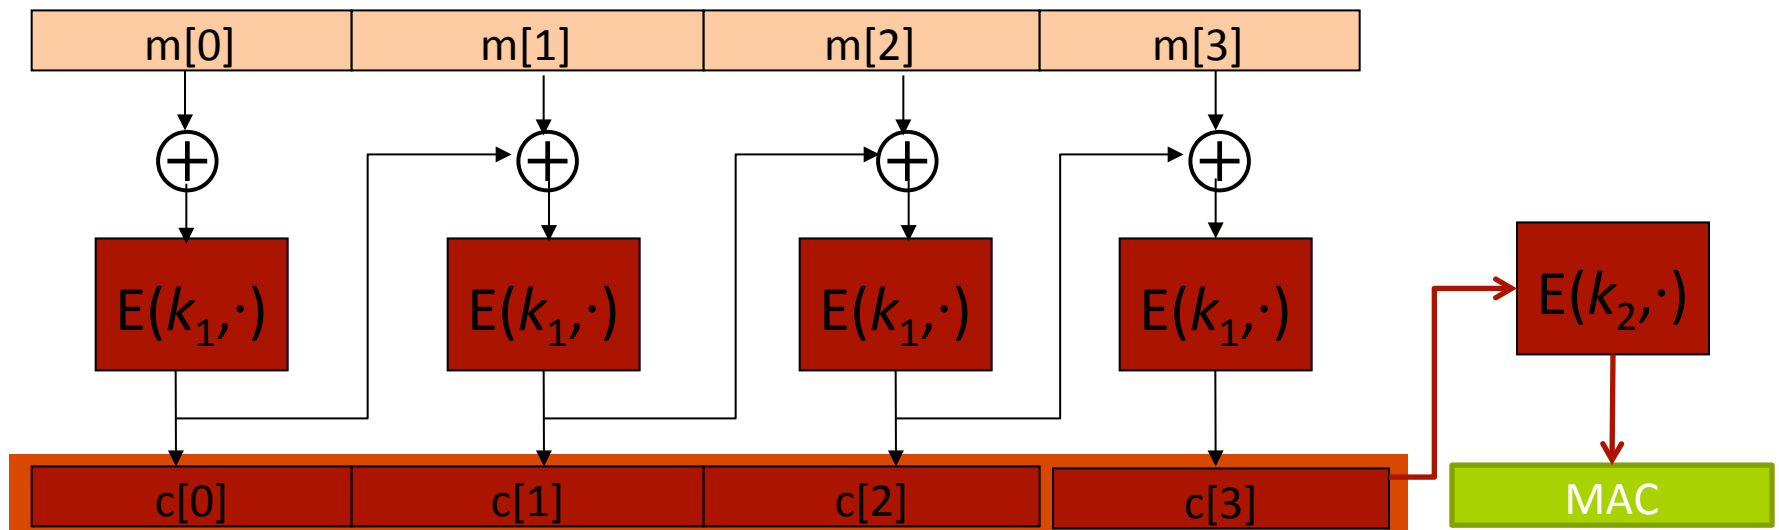 m[0] m[1] m[2] m[3]
E(k₁,·) E(k₁,·) E(k₁,·) E(k₁,·) E(k₂,·)
c[0] c[1] c[2] c[3] MAC